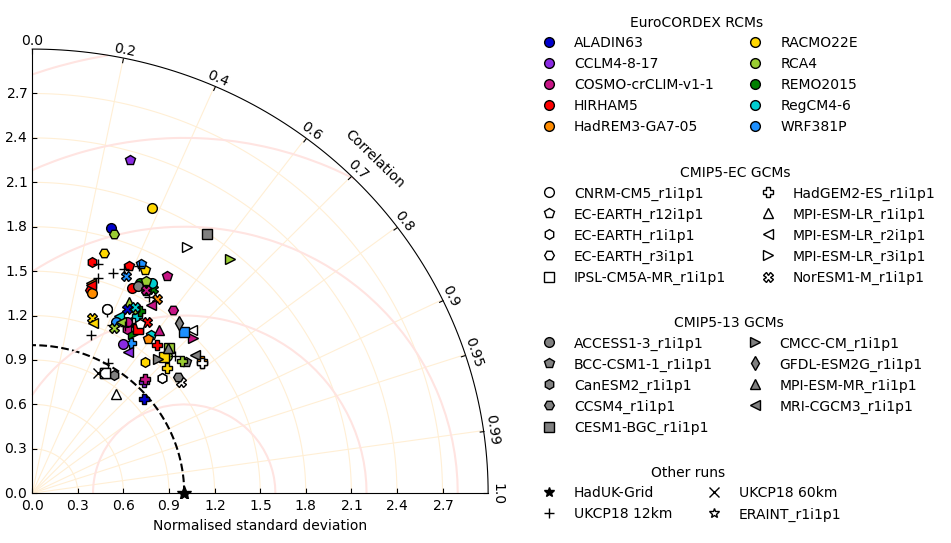 0.0
0.2
0.4
0.6
Correlation
0.7
0.8
0.9
0.95
0.99
1.0
2.7
2.4
2.1
1.8
1.5
1.2
0.9
0.6
0.3
0.0
0.0 0.3 0.6 0.9 1.2 1.5 1.8 2.1 2.4 2.7
Normalised standard deviation
EuroCORDEX RCMs
ALADIN63 RACMO22E
CCLM4-8-17 RCA4
COSMO-crCLIM-v1-1 REMO2015
HIRHAM5 RegCM4-6
HadREM3-GA7-05 WRF381P
CMIP5-EC GCMs
CNRM-CM5_r1i1p1 HadGEM2-ES_r1i1p1
EC-EARTH_r12i1p1 MPI-ESM-LR_r1i1p1
EC-EARTH_r1i1p1 MPI-ESM-LR_r2i1p1
EC-EARTH_r3i1p1 MPI-ESM-LR_r3i1p1
IPSL-CM5A-MR_r1i1p1 NorESM1-M_r1i1p1
CMIP5-13 GCMs
ACCESS1-3_r1i1p1 CMCC-CM_r1i1p1
BCC-CSM1-1_r1i1p1 GFDL-ESM2G_r1i1p1
CanESM2_r1i1p1 MPI-ESM-MR_r1i1p1
CCSM4_r1i1p1 MRI-CGCM3_r1i1p1
CESM1-BGC_r1i1p1
Other runs
HadUK-Grid UKCP18 60km
UKCP18 12km ERAINT_r1i1p1